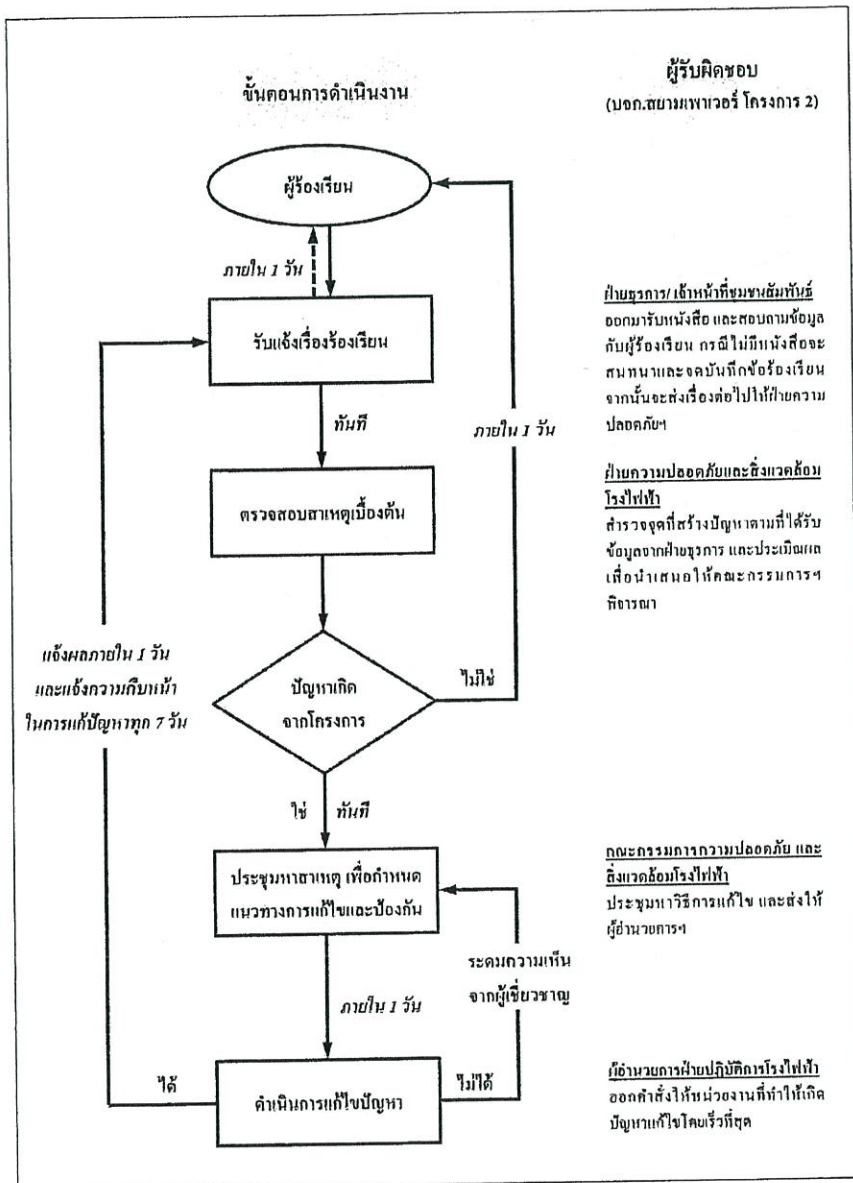 ขั้นตอนการดำเนินงาน
ผู้รับผิดชอบ
(บจก.สยามเพาเวอร์ โครงการ 2)
ผู้ร้องเรียน
ภายใน 1 วัน
รับแจ้งเรื่องร้องเรียน
ทันที
ภายใน 1 วัน
ตรวจสอบสาเหตุเบื้องต้น
ปัญหาเกิด
จากโครงการ
ไม่ใช่
แจ้งผลภายใน 1 วัน
และแจ้งความคืบหน้า
ในการแก้ปัญหาทุก 7 วัน
ใช่
ทันที
ประชุมหาสาเหตุ เพื่อกำหนด
แนวทางการแก้ไขและป้องกัน
ระดมความเห็น
จากผู้เชี่ยวชาญ
ภายใน 1 วัน
ได้
ดำเนินการแก้ไขปัญหา
ไม่ได้
ฝ่ายธุรการ/ เจ้าหน้าที่ชุมชนสัมพันธ์
ออกมารับหนังสือ และสอบถามข้อมูล
กับผู้ร้องเรียน กรณีไม่มีหนังสือจะ
สนทนาและจดบันทึกข้อร้องเรียน
จากนั้นจะส่งเรื่องต่อไปให้ฝ่ายความ
ปลอดภัยฯ
ฝ่ายความปลอดภัยและสิ่งแวดล้อม
โรงไฟฟ้า
สำรวจจุดที่สร้างปัญหาตามที่ได้รับ
ข้อมูลจากฝ่ายธุรการ และประเมินผล
เพื่อนำเสนอให้คณะกรรมการฯ
พิจารณา
คณะกรรมการความปลอดภัย และ
สิ่งแวดล้อมโรงไฟฟ้า
ประชุมหาวิธีการแก้ไข และส่งให้
ผู้อำนวยการฯ
ผู้อำนวยการฝ่ายปฏิบัติการโรงไฟฟ้า
ออกคำสั่งให้หน่วยงานที่ทำให้เกิด
ปัญหาแก้ไขโดยเร็วที่สุด